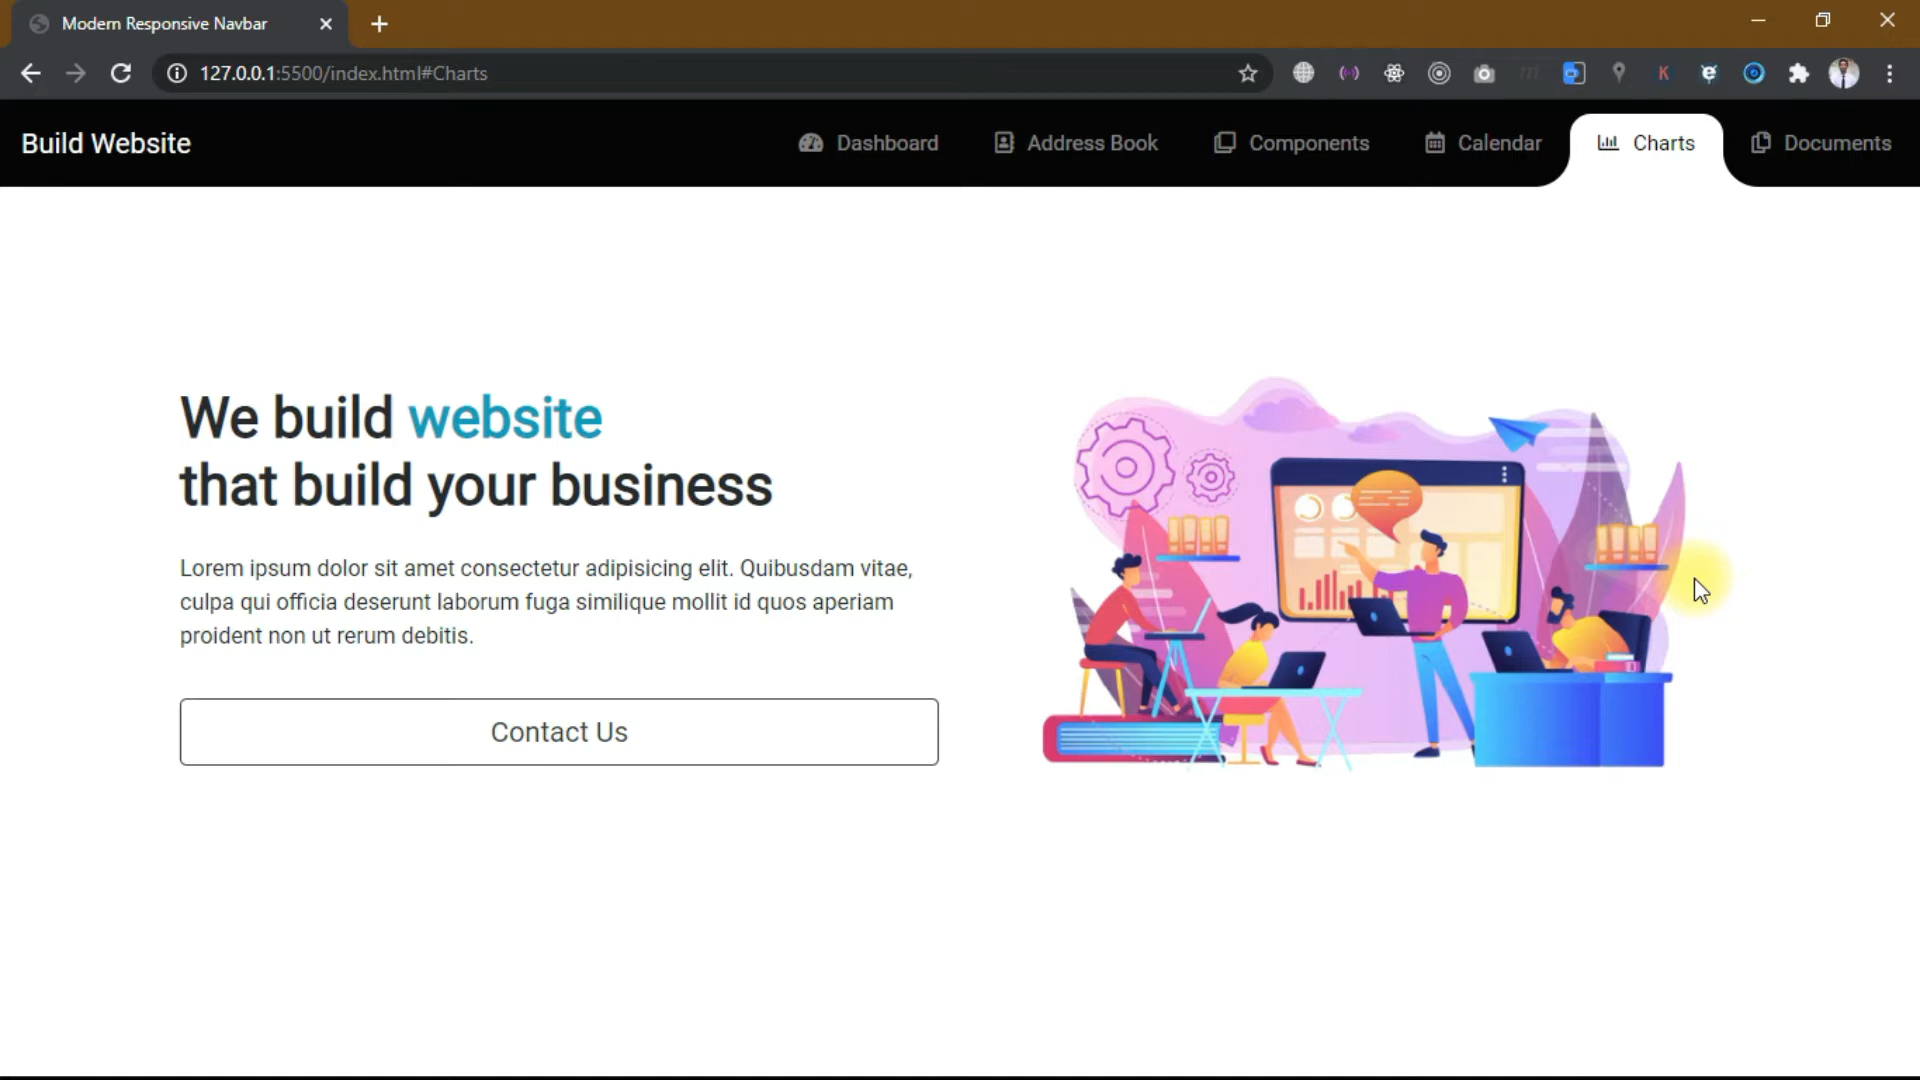 Modern Responsive Navbar
127.0.0.1:5500/index.html#Charts
Build Website
Dashboard
Address Book
Components
Calendar
Charts
Documents
We build website
that build your business
Lorem ipsum dolor sit amet consectetur adipisicing elit. Quibusdam vitae,
culpa qui officia deserunt laborum fuga similique mollit id quos aperiam
proident non ut rerum debitis.
Contact Us